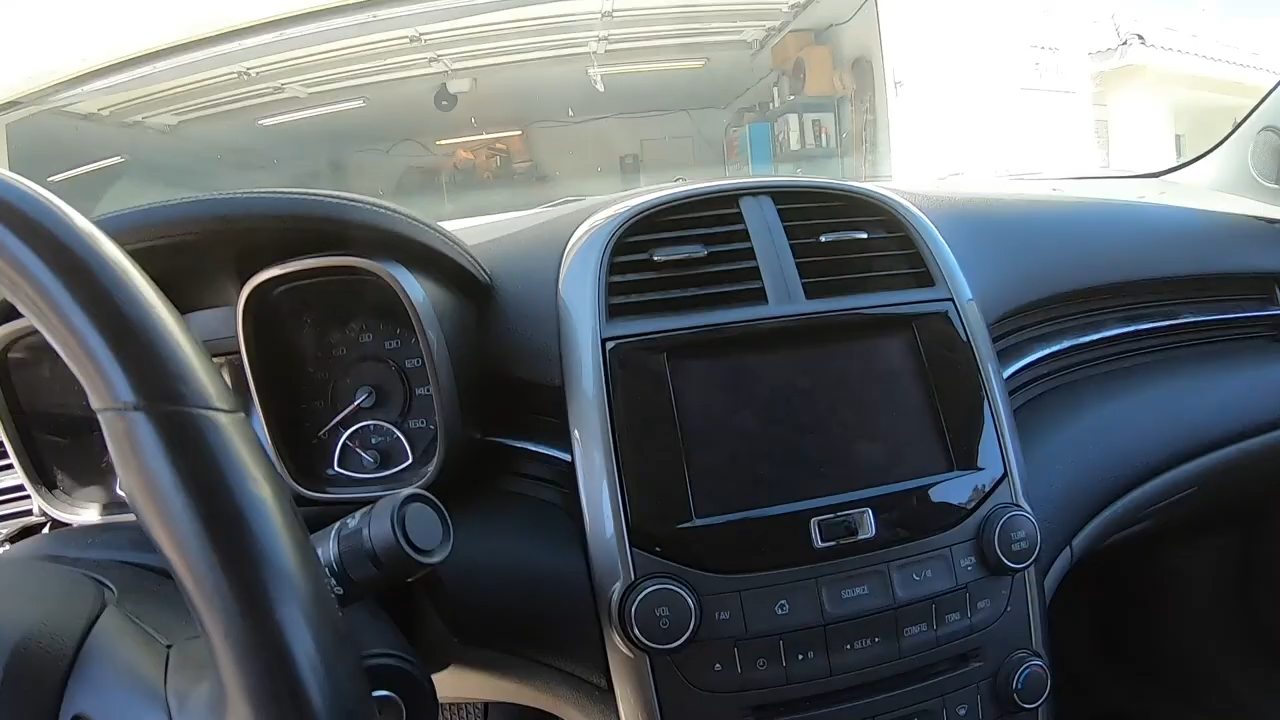 60
80
100
120
140
160
VOL
TUNE
MENU
FAV
SOURCE
BACK
SEEK
CONFIG
TONE
INFO